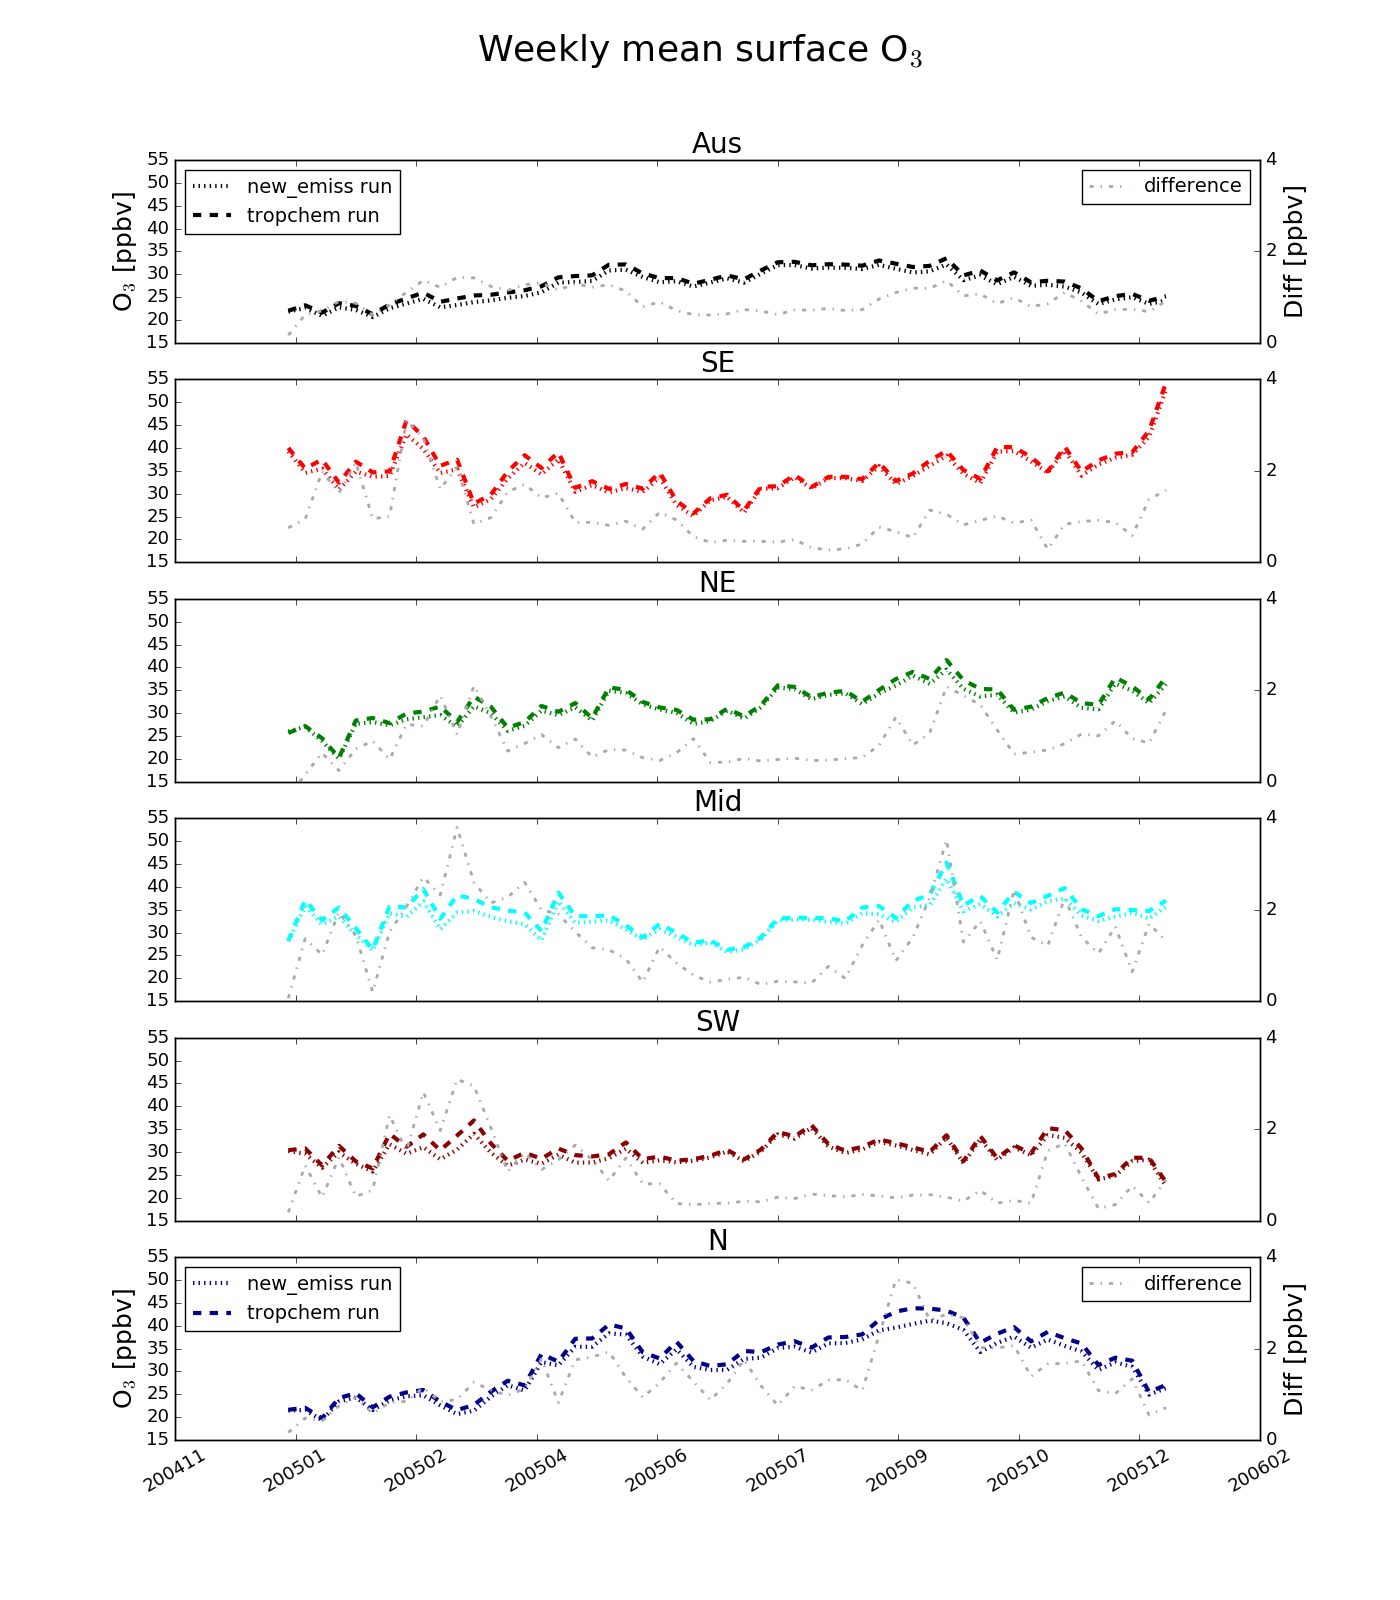 Weekly mean surface O₃
Aus
55 50 45 40 35 30 25 20 15
O₃ [ppbv]
new_emiss run
tropchem run
difference
4 2 0
Diff [ppbv]
SE
55 50 45 40 35 30 25 20 15
4 2 0
NE
55 50 45 40 35 30 25 20 15
4 2 0
Mid
55 50 45 40 35 30 25 20 15
4 2 0
SW
55 50 45 40 35 30 25 20 15
4 2 0
N
55 50 45 40 35 30 25 20 15
O₃ [ppbv]
new_emiss run
tropchem run
difference
4 2 0
Diff [ppbv]
200411 200501 200502 200504 200506 200507 200509 200510 200512 200602